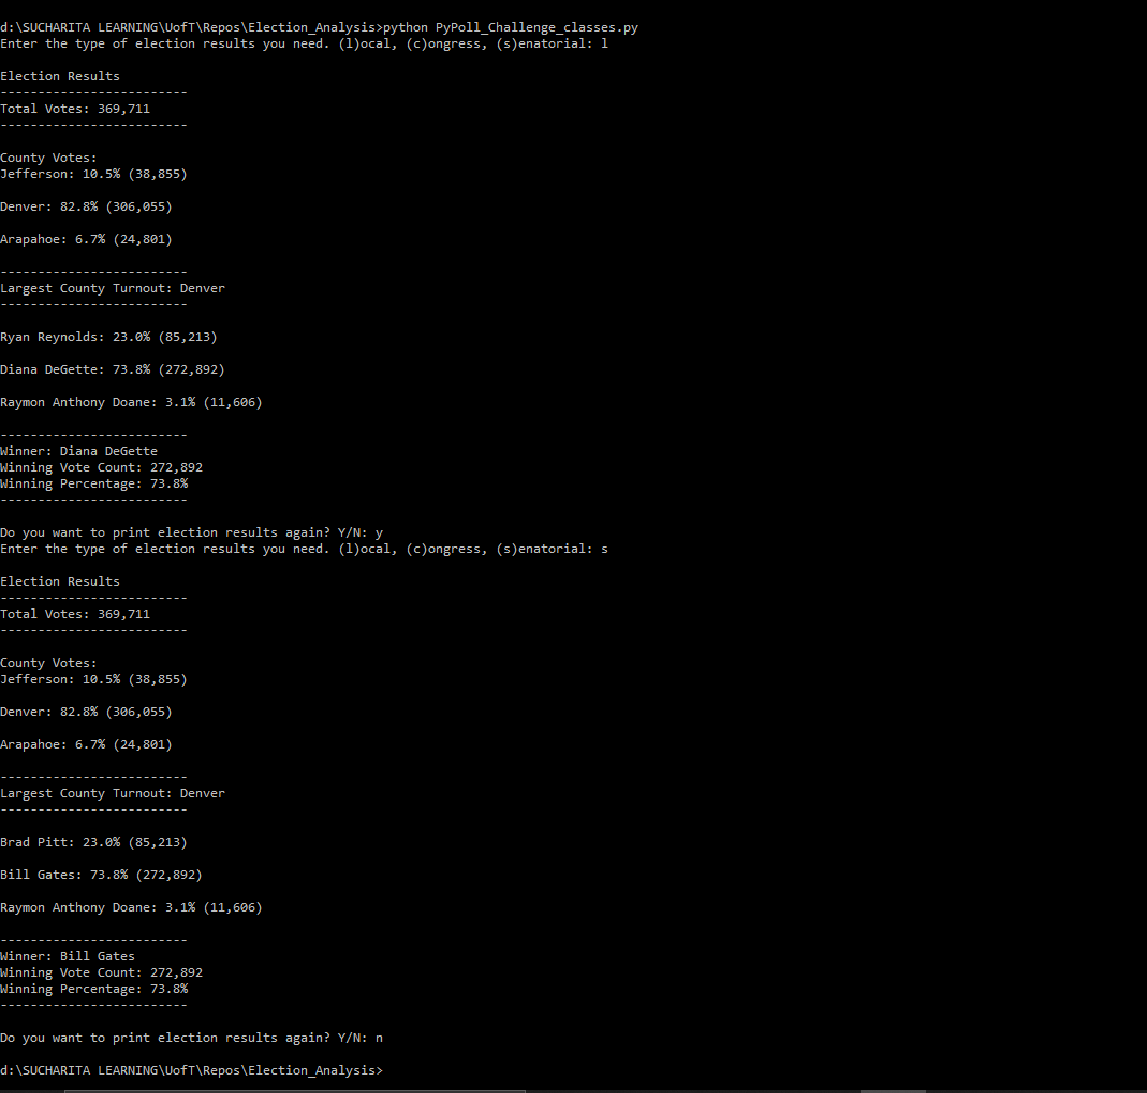 d:\SUCHARITA LEARNING\UofT\Repos\Election_Analysis>python PyPoll_Challenge_classes.py
Enter the type of election results you need. (l)ocal, (c)ongress, (s)enatorial: l
Election Results
-------------------------
Total Votes: 369,711
-------------------------
County Votes:
Jefferson: 10.5% (38,855)
Denver: 82.8% (306,055)
Arapahoe: 6.7% (24,801)
-------------------------
Largest County Turnout: Denver
-------------------------
Ryan Reynolds: 23.0% (85,213)
Diana DeGette: 73.8% (272,892)
Raymon Anthony Doane: 3.1% (11,606)
-------------------------
Winner: Diana DeGette
Winning Vote Count: 272,892
Winning Percentage: 73.8%
-------------------------
Do you want to print election results again? Y/N: y
Enter the type of election results you need. (l)ocal, (c)ongress, (s)enatorial: s
Election Results
-------------------------
Total Votes: 369,711
-------------------------
County Votes:
Jefferson: 10.5% (38,855)
Denver: 82.8% (306,055)
Arapahoe: 6.7% (24,801)
-------------------------
Largest County Turnout: Denver
-------------------------
Brad Pitt: 23.0% (85,213)
Bill Gates: 73.8% (272,892)
Raymon Anthony Doane: 3.1% (11,606)
-------------------------
Winner: Bill Gates
Winning Vote Count: 272,892
Winning Percentage: 73.8%
-------------------------
Do you want to print election results again? Y/N: n
d:\SUCHARITA LEARNING\UofT\Repos\Election_Analysis>